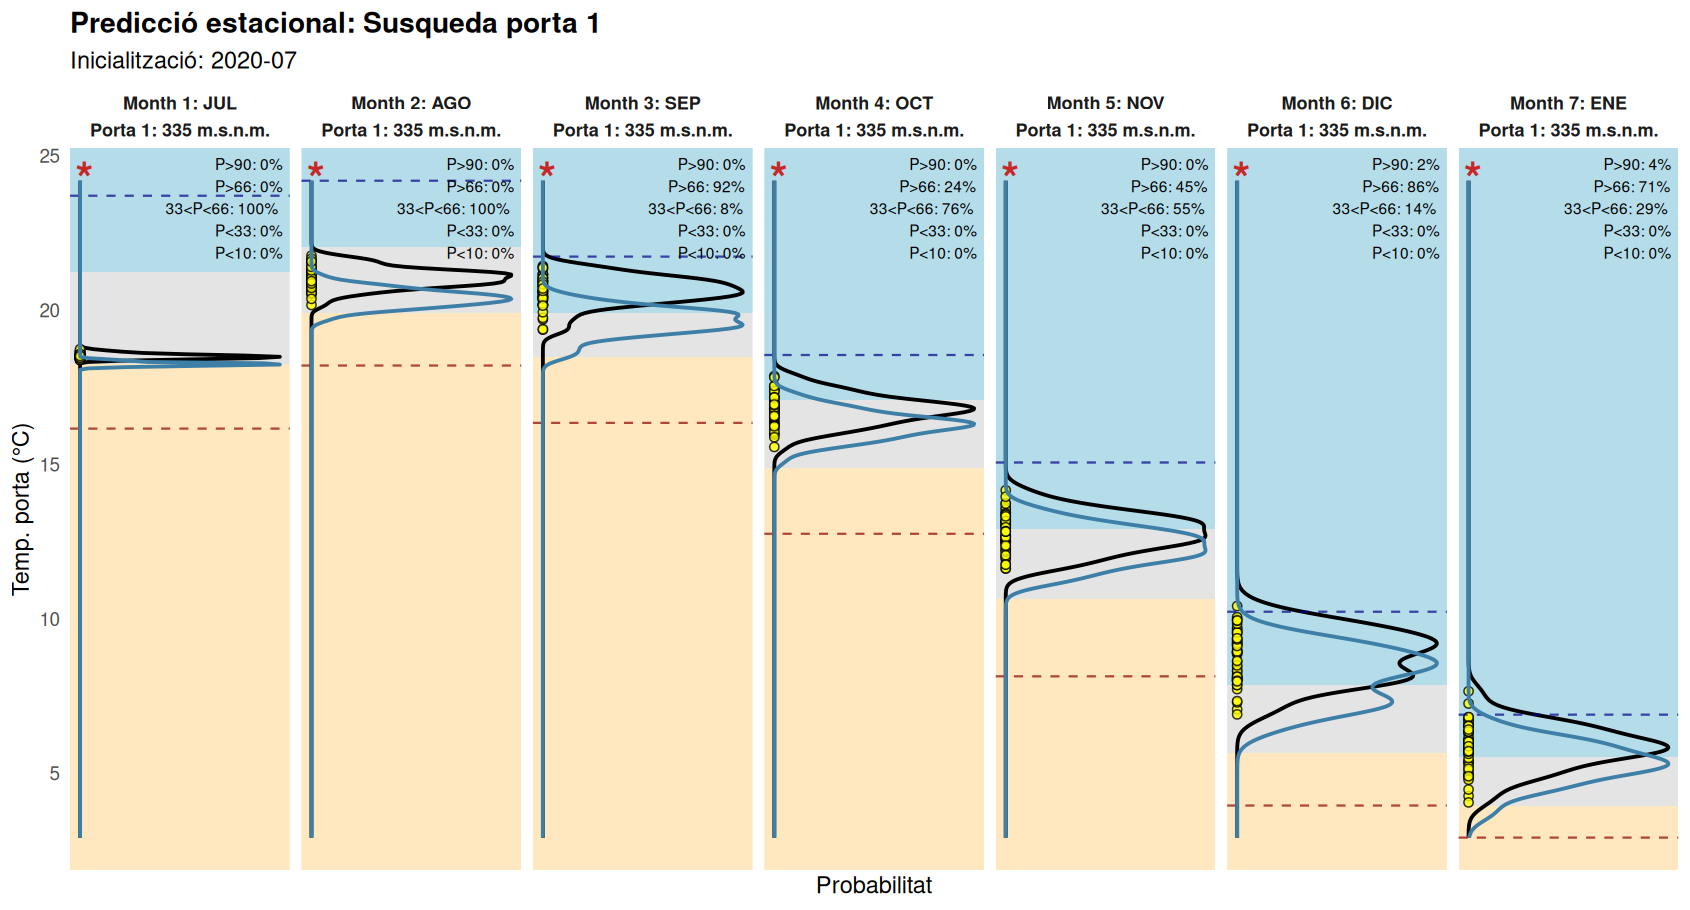 Predicció estacional: Susqueda porta 1
Inicialització: 2020-07
Month 1: JUL
Porta 1: 335 m.s.n.m.
Month 2: AGO
Porta 1: 335 m.s.n.m.
Month 3: SEP
Porta 1: 335 m.s.n.m.
Month 4: OCT
Porta 1: 335 m.s.n.m.
Month 5: NOV
Porta 1: 335 m.s.n.m.
Month 6: DIC
Porta 1: 335 m.s.n.m.
Month 7: ENE
Porta 1: 335 m.s.n.m.
Temp. porta (°C)
25
20
15
10
5
*
P>90: 0%
P>66: 0%
33<P<66: 100%
P<33: 0%
P<10: 0%
*
P>90: 0%
P>66: 0%
33<P<66: 100%
P<33: 0%
P<10: 0%
*
P>90: 0%
P>66: 92%
33<P<66: 8%
P<33: 0%
P<10: 0%
*
P>90: 0%
P>66: 24%
33<P<66: 76%
P<33: 0%
P<10: 0%
*
P>90: 0%
P>66: 45%
33<P<66: 55%
P<33: 0%
P<10: 0%
*
P>90: 2%
P>66: 86%
33<P<66: 14%
P<33: 0%
P<10: 0%
*
P>90: 4%
P>66: 71%
33<P<66: 29%
P<33: 0%
P<10: 0%
Probabilitat